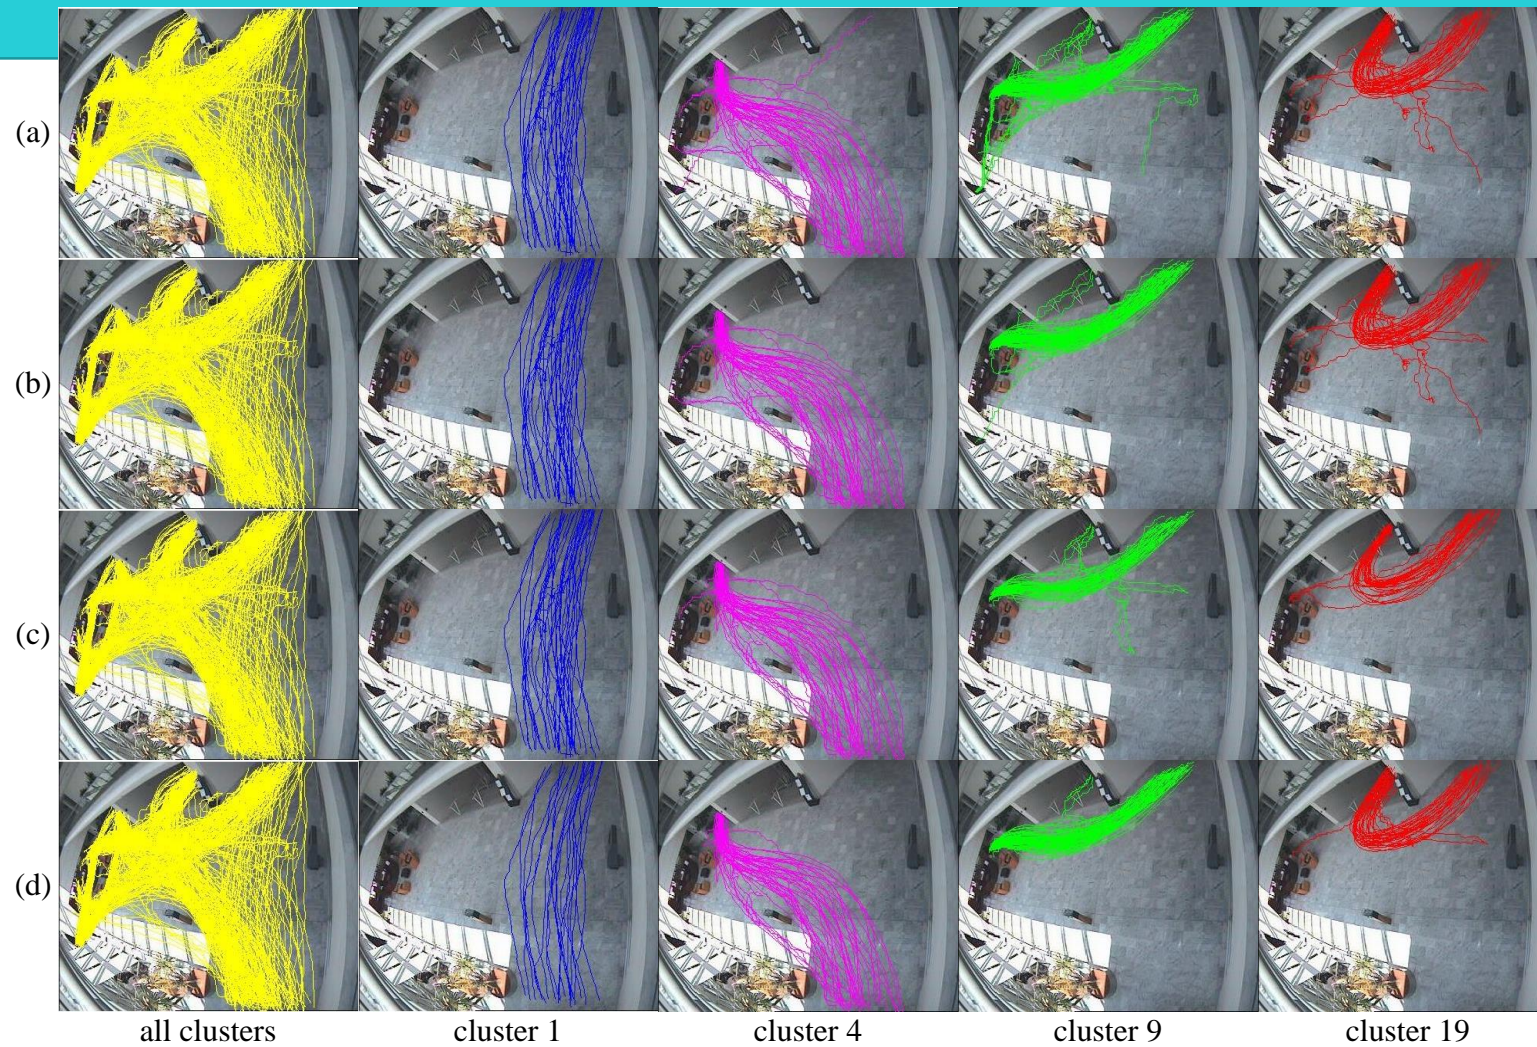 (a)
(b)
(c)
(d)
all clusters cluster 1 cluster 4 cluster 9 cluster 19